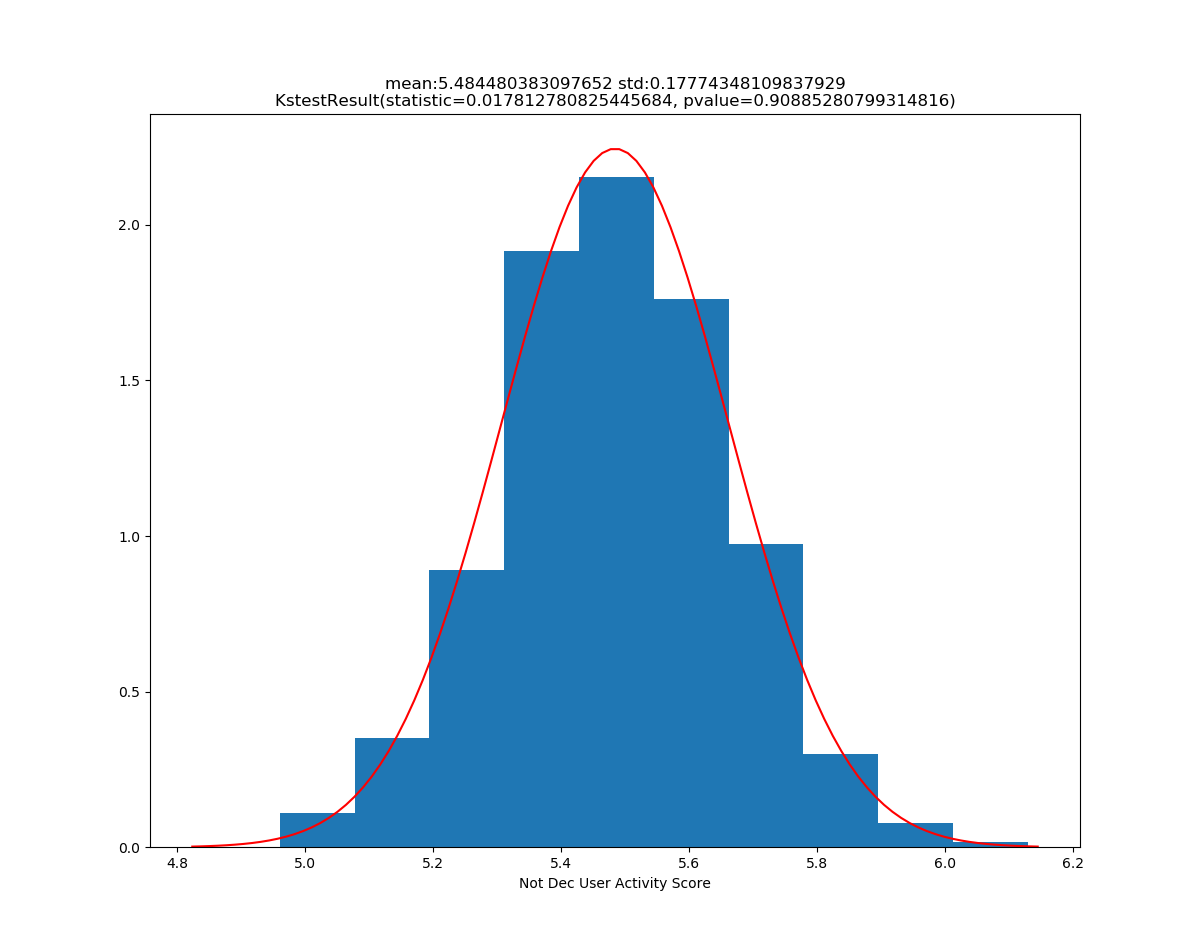 mean:5.484480383097652 std:0.17774348109837929
KstestResult(statistic=0.017812780825445684, pvalue=0.90885280799314816)
2.0
1.5
1.0
0.5
0.0
4.8 5.0 5.2 5.4 5.6 5.8 6.0 6.2
Not Dec User Activity Score